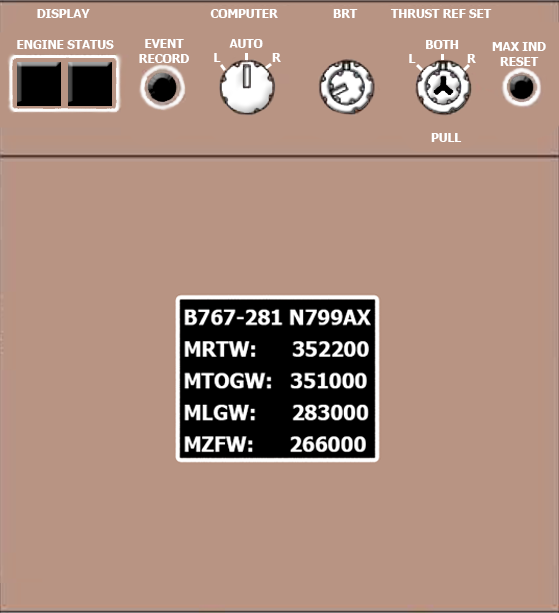 DISPLAY COMPUTER BRT THRUST REF SET
ENGINE STATUS EVENT RECORD L AUTO R L BOTH R MAX IND RESET
PULL
B767-281 N799AX
MRTW: 352200
MTOGW: 351000
MLGW: 283000
MZFW: 266000